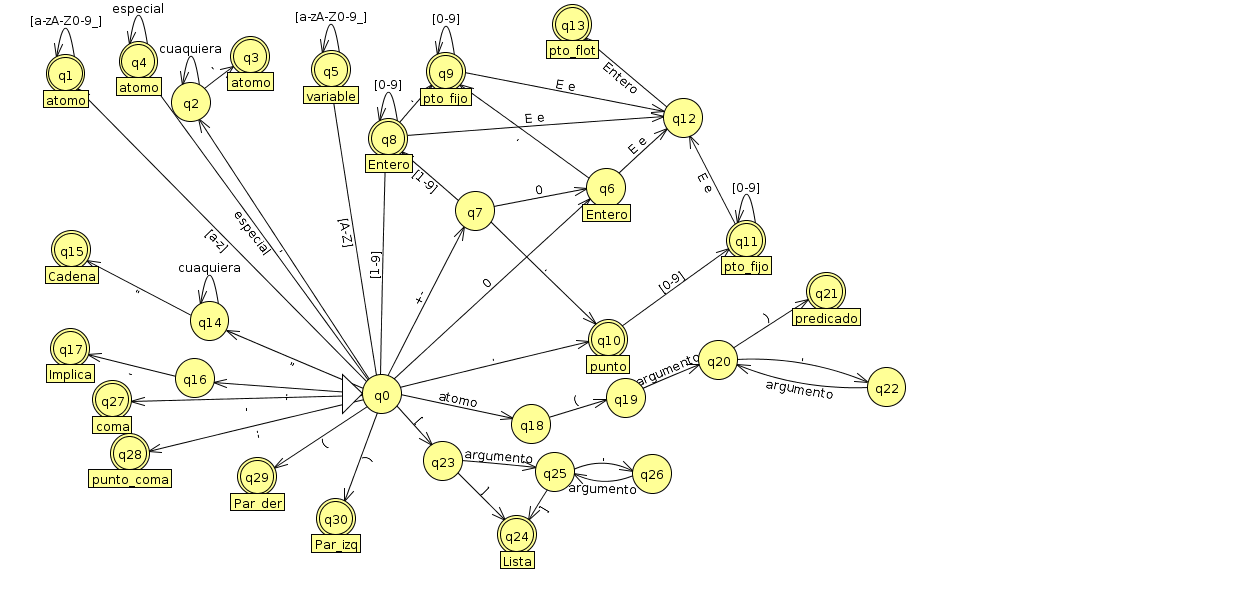 [a-zA-Z0-9_]
especial
[a-zA-Z0-9_]
[0-9]
q13
pto_flot
cuaquiera
q1
atomo
q4
atomo
q3
atomo
q2
q5
variable
q9
pto_fijo
[0-9]
Entero
E e
q12
q8
Entero
E e
E e
[1-9]
q7
0
q6
Entero
E e
[0-9]
q11
pto_fijo
[a-z]
especial
[A-Z]
[1-9]
+-
0
[0-9]
q15
Cadena
"
cuaquiera
q14
"
q21
predicado
)
q17
Implica
-
q16
:
q10
punto
.
q20
,
q22
argumento
argumento
q27
coma
,
q0
atomo
q18
(
q19
q28
punto_coma
;
q29
Par_der
(
q30
Par_izq
)
[
q23
argumento
q25
,
q26
argumento
]
]
q24
Lista